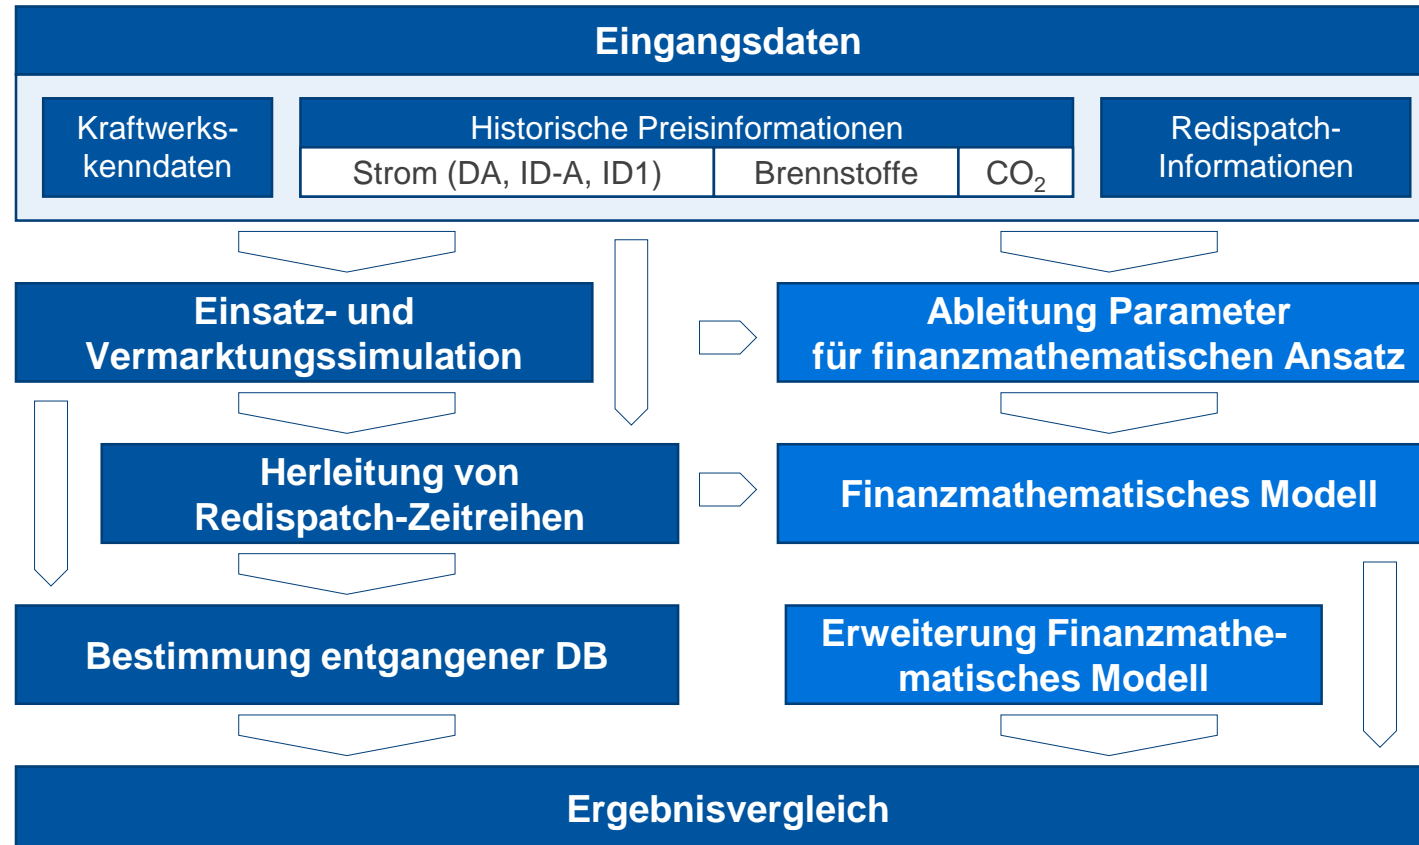 Eingangsdaten
Kraftwerks-
kenndaten
Historische Preisinformationen
Strom (DA, ID-A, ID1)
Brennstoffe
CO₂
Redispatch-
Informationen
Einsatz- und
Vermarktungssimulation
Ableitung Parameter
für finanzmathematischen Ansatz
Herleitung von
Redispatch-Zeitreihen
Finanzmathematisches Modell
Bestimmung entgangener DB
Erweiterung Finanzmathe-
matisches Modell
Ergebnisvergleich